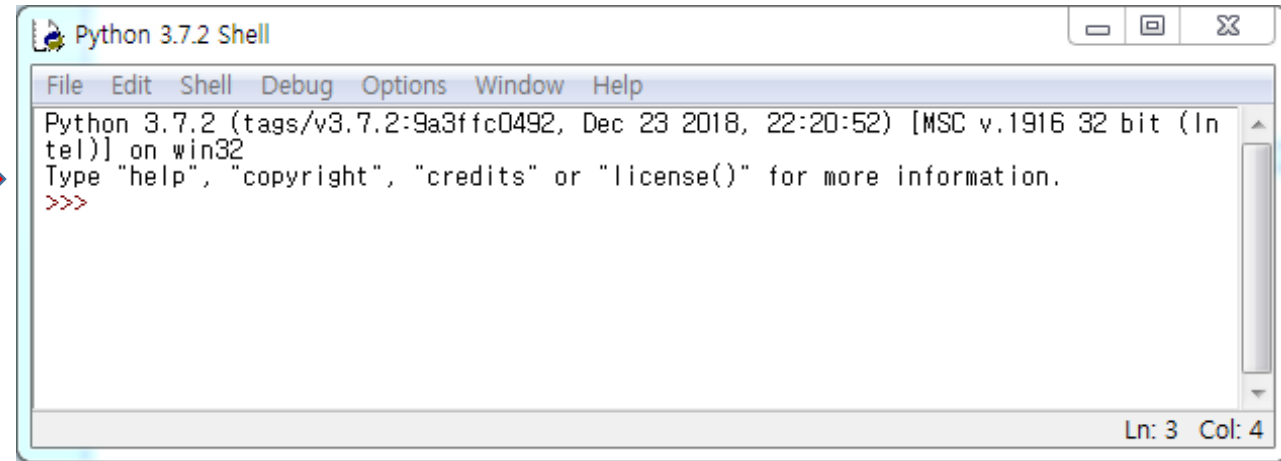 Python 3.7.2 Shell
File Edit Shell Debug Options Window Help
Python 3.7.2 (tags/v3.7.2:9a3ffc0492, Dec 23 2018, 22:20:52) [MSC v.1916 32 bit (In
tel)] on win32
Type "help", "copyright", "credits" or "license()" for more information.
>>>
Ln: 3 Col: 4